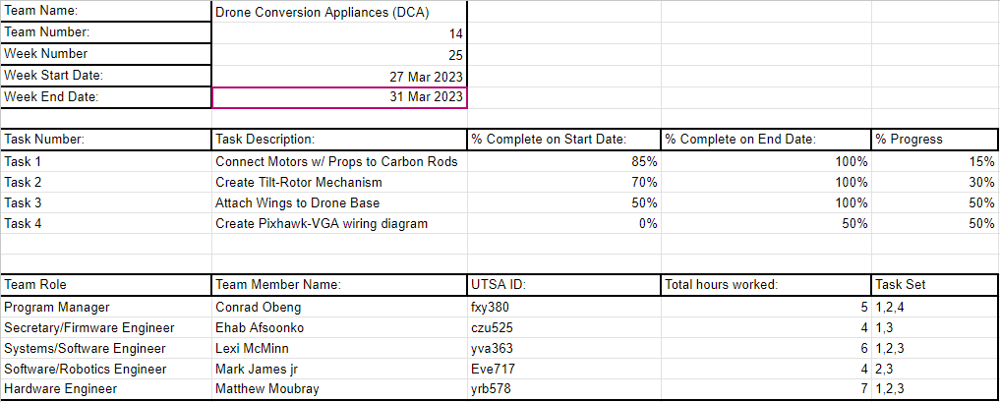 Team Name: Drone Conversion Appliances (DCA)
Team Number: 14
Week Number 25
Week Start Date: 27 Mar 2023
Week End Date: 31 Mar 2023
Task Number: Task Description: % Complete on Start Date: % Complete on End Date: % Progress
Task 1 Connect Motors w/ Props to Carbon Rods 85% 100% 15%
Task 2 Create Tilt-Rotor Mechanism 70% 100% 30%
Task 3 Attach Wings to Drone Base 50% 100% 50%
Task 4 Create Pixhawk-VGA wiring diagram 0% 50% 50%
Team Role Team Member Name: UTSA ID: Total hours worked: Task Set
Program Manager Conrad Obeng fxy380 5 1,2,4
Secretary/Firmware Engineer Ehab Afsoonko czu525 4 1,3
Systems/Software Engineer Lexi McMinn yva363 6 1,2,3
Software/Robotics Engineer Mark James jr Eve717 4 2,3
Hardware Engineer Matthew Moubray yrb578 7 1,2,3